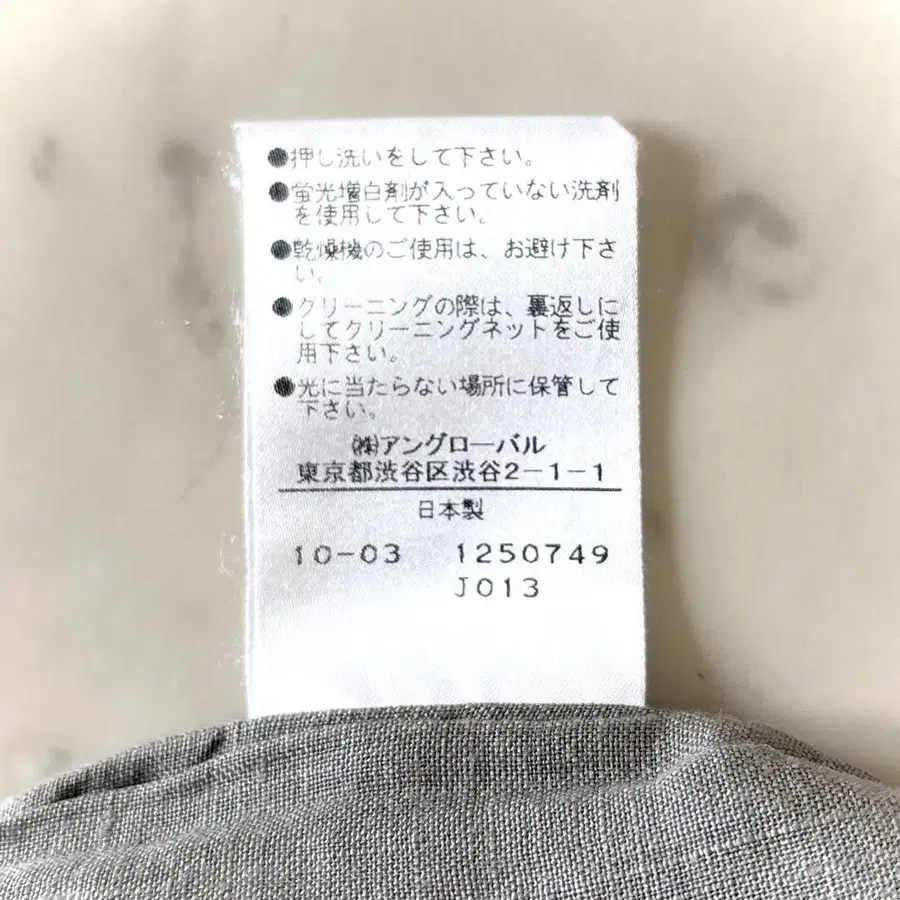 ●押し洗いをして下さい。
●蛍光増白剤が入っていない洗剤
を使用して下さい。
●乾燥機のご使用は、お避け下さ
い。
●クリーニングの際は、裏返しに
してクリーニングネットをご使
用下さい。
●光に当たらない場所に保管して
下さい。
㈱アングローバル
東京都渋谷区渋谷2-1-1
日本製
10-03 1250749
J013